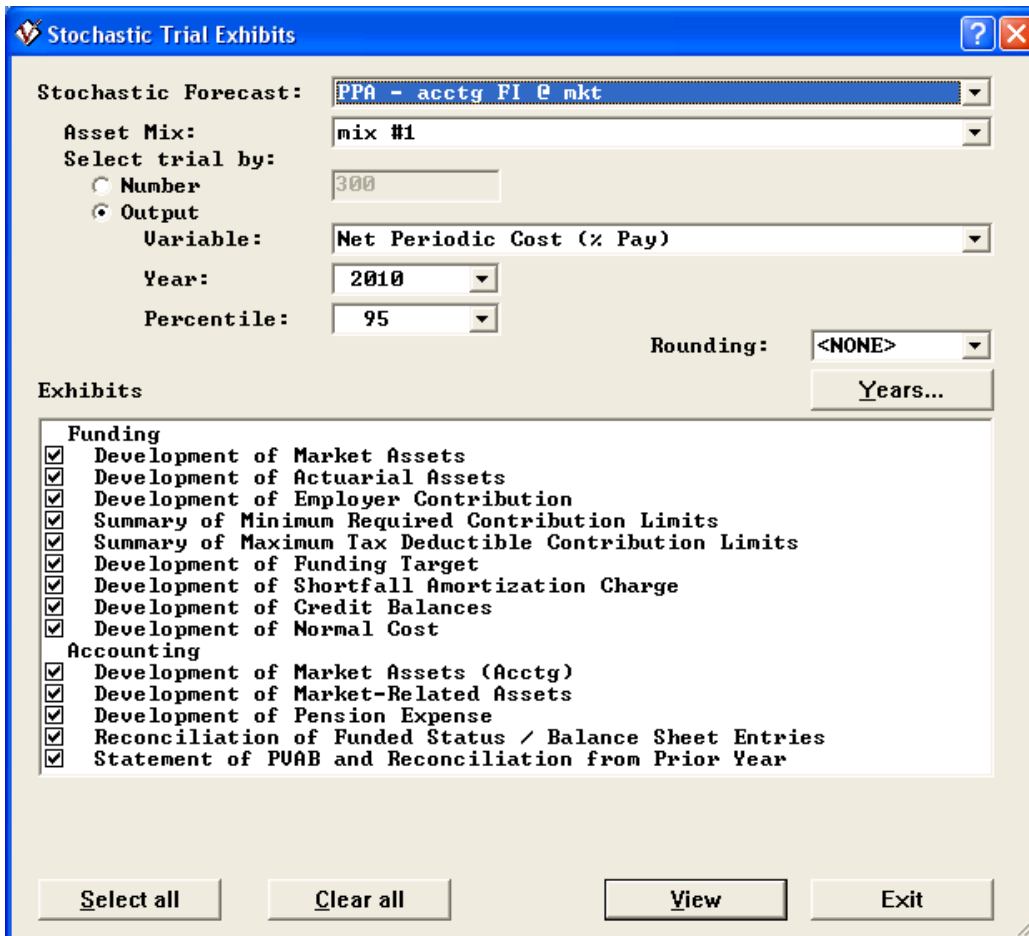 Stochastic Trial Exhibits
Stochastic Forecast: PPA - acctg FI @ mkt
Asset Mix: mix #1
Select trial by:
Number 300
Output
Variable: Net Periodic Cost (% Pay)
Year: 2010
Percentile: 95
Rounding: <NONE>
Exhibits Years...
Funding
Development of Market Assets
Development of Actuarial Assets
Development of Employer Contribution
Summary of Minimum Required Contribution Limits
Summary of Maximum Tax Deductible Contribution Limits
Development of Funding Target
Development of Shortfall Amortization Charge
Development of Credit Balances
Development of Normal Cost
Accounting
Development of Market Assets (Acctg)
Development of Market-Related Assets
Development of Pension Expense
Reconciliation of Funded Status / Balance Sheet Entries
Statement of PVAB and Reconciliation from Prior Year
Select all Clear all View Exit